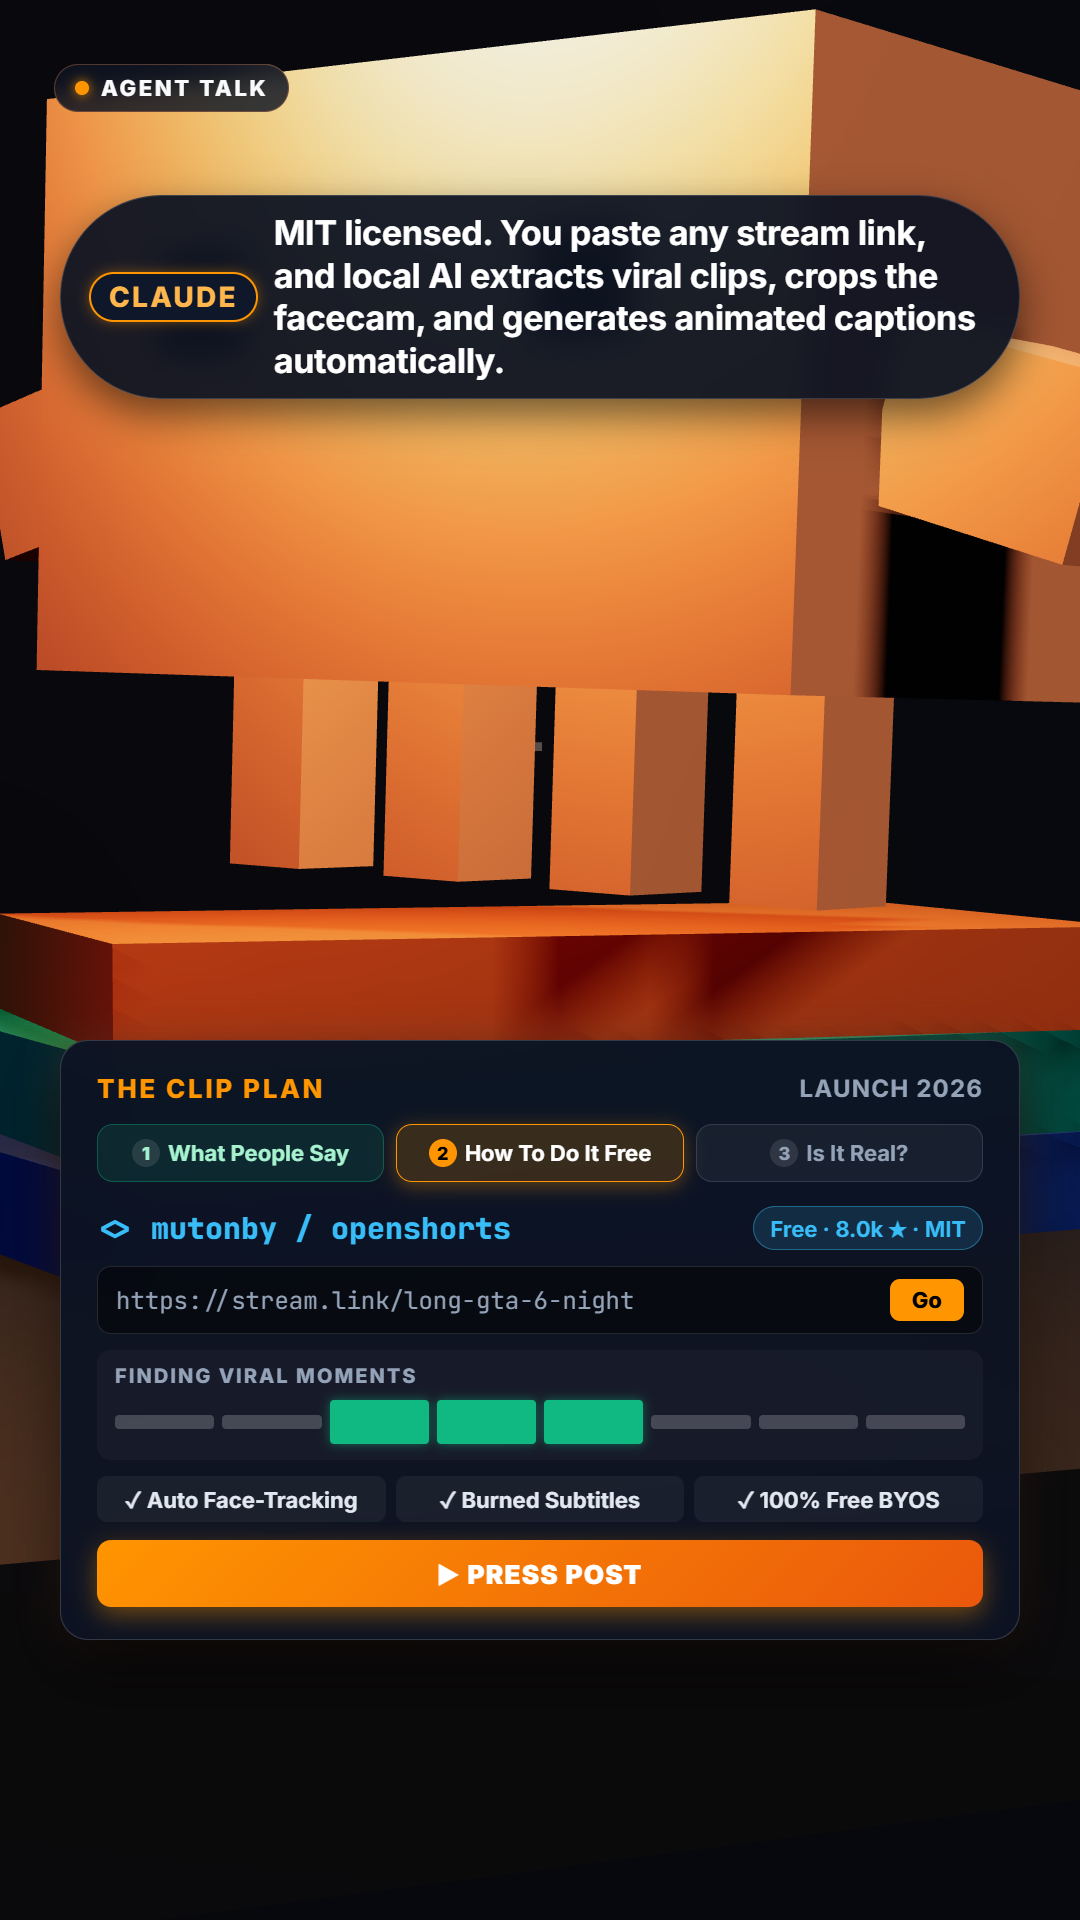 AGENT TALK
CLAUDE
MIT licensed. You paste any stream link,
and local AI extracts viral clips, crops the
facecam, and generates animated captions
automatically.
THE CLIP PLAN
LAUNCH 2026
1 What People Say
2 How To Do It Free
3 Is It Real?
<> mutonby / openshorts
Free · 8.0k ★ · MIT
https://stream.link/long-gta-6-night
Go
FINDING VIRAL MOMENTS
✓ Auto Face-Tracking
✓ Burned Subtitles
✓ 100% Free BYOS
▶ PRESS POST